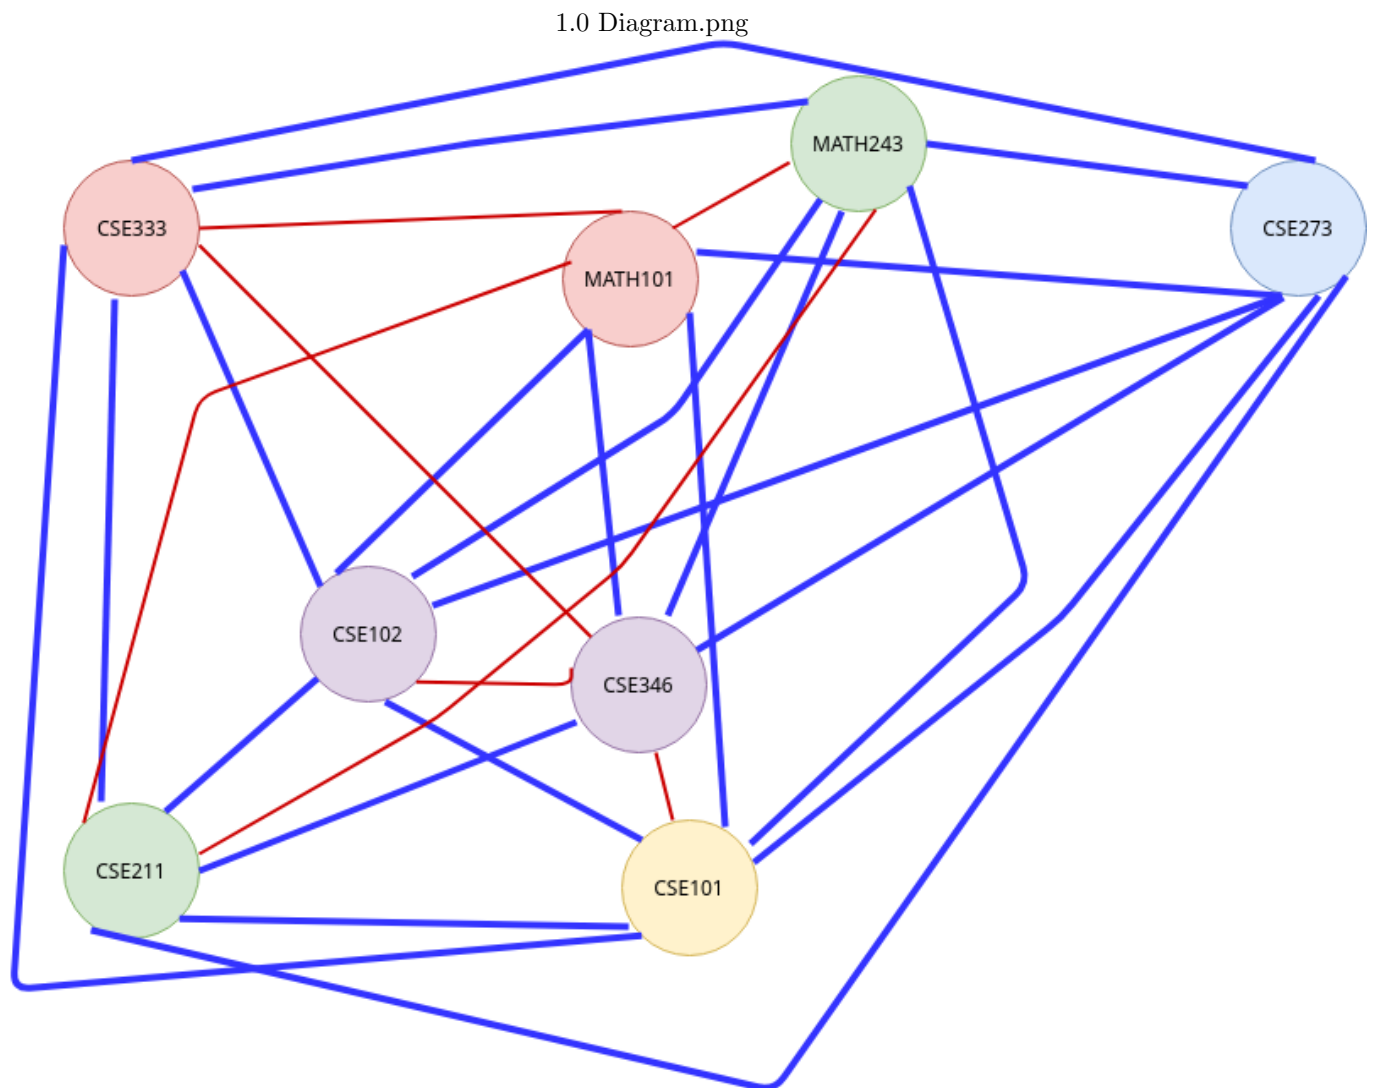 1.0 Diagram.png
MATH243
CSE333
CSE273
MATH101
CSE102
CSE346
CSE211
CSE101